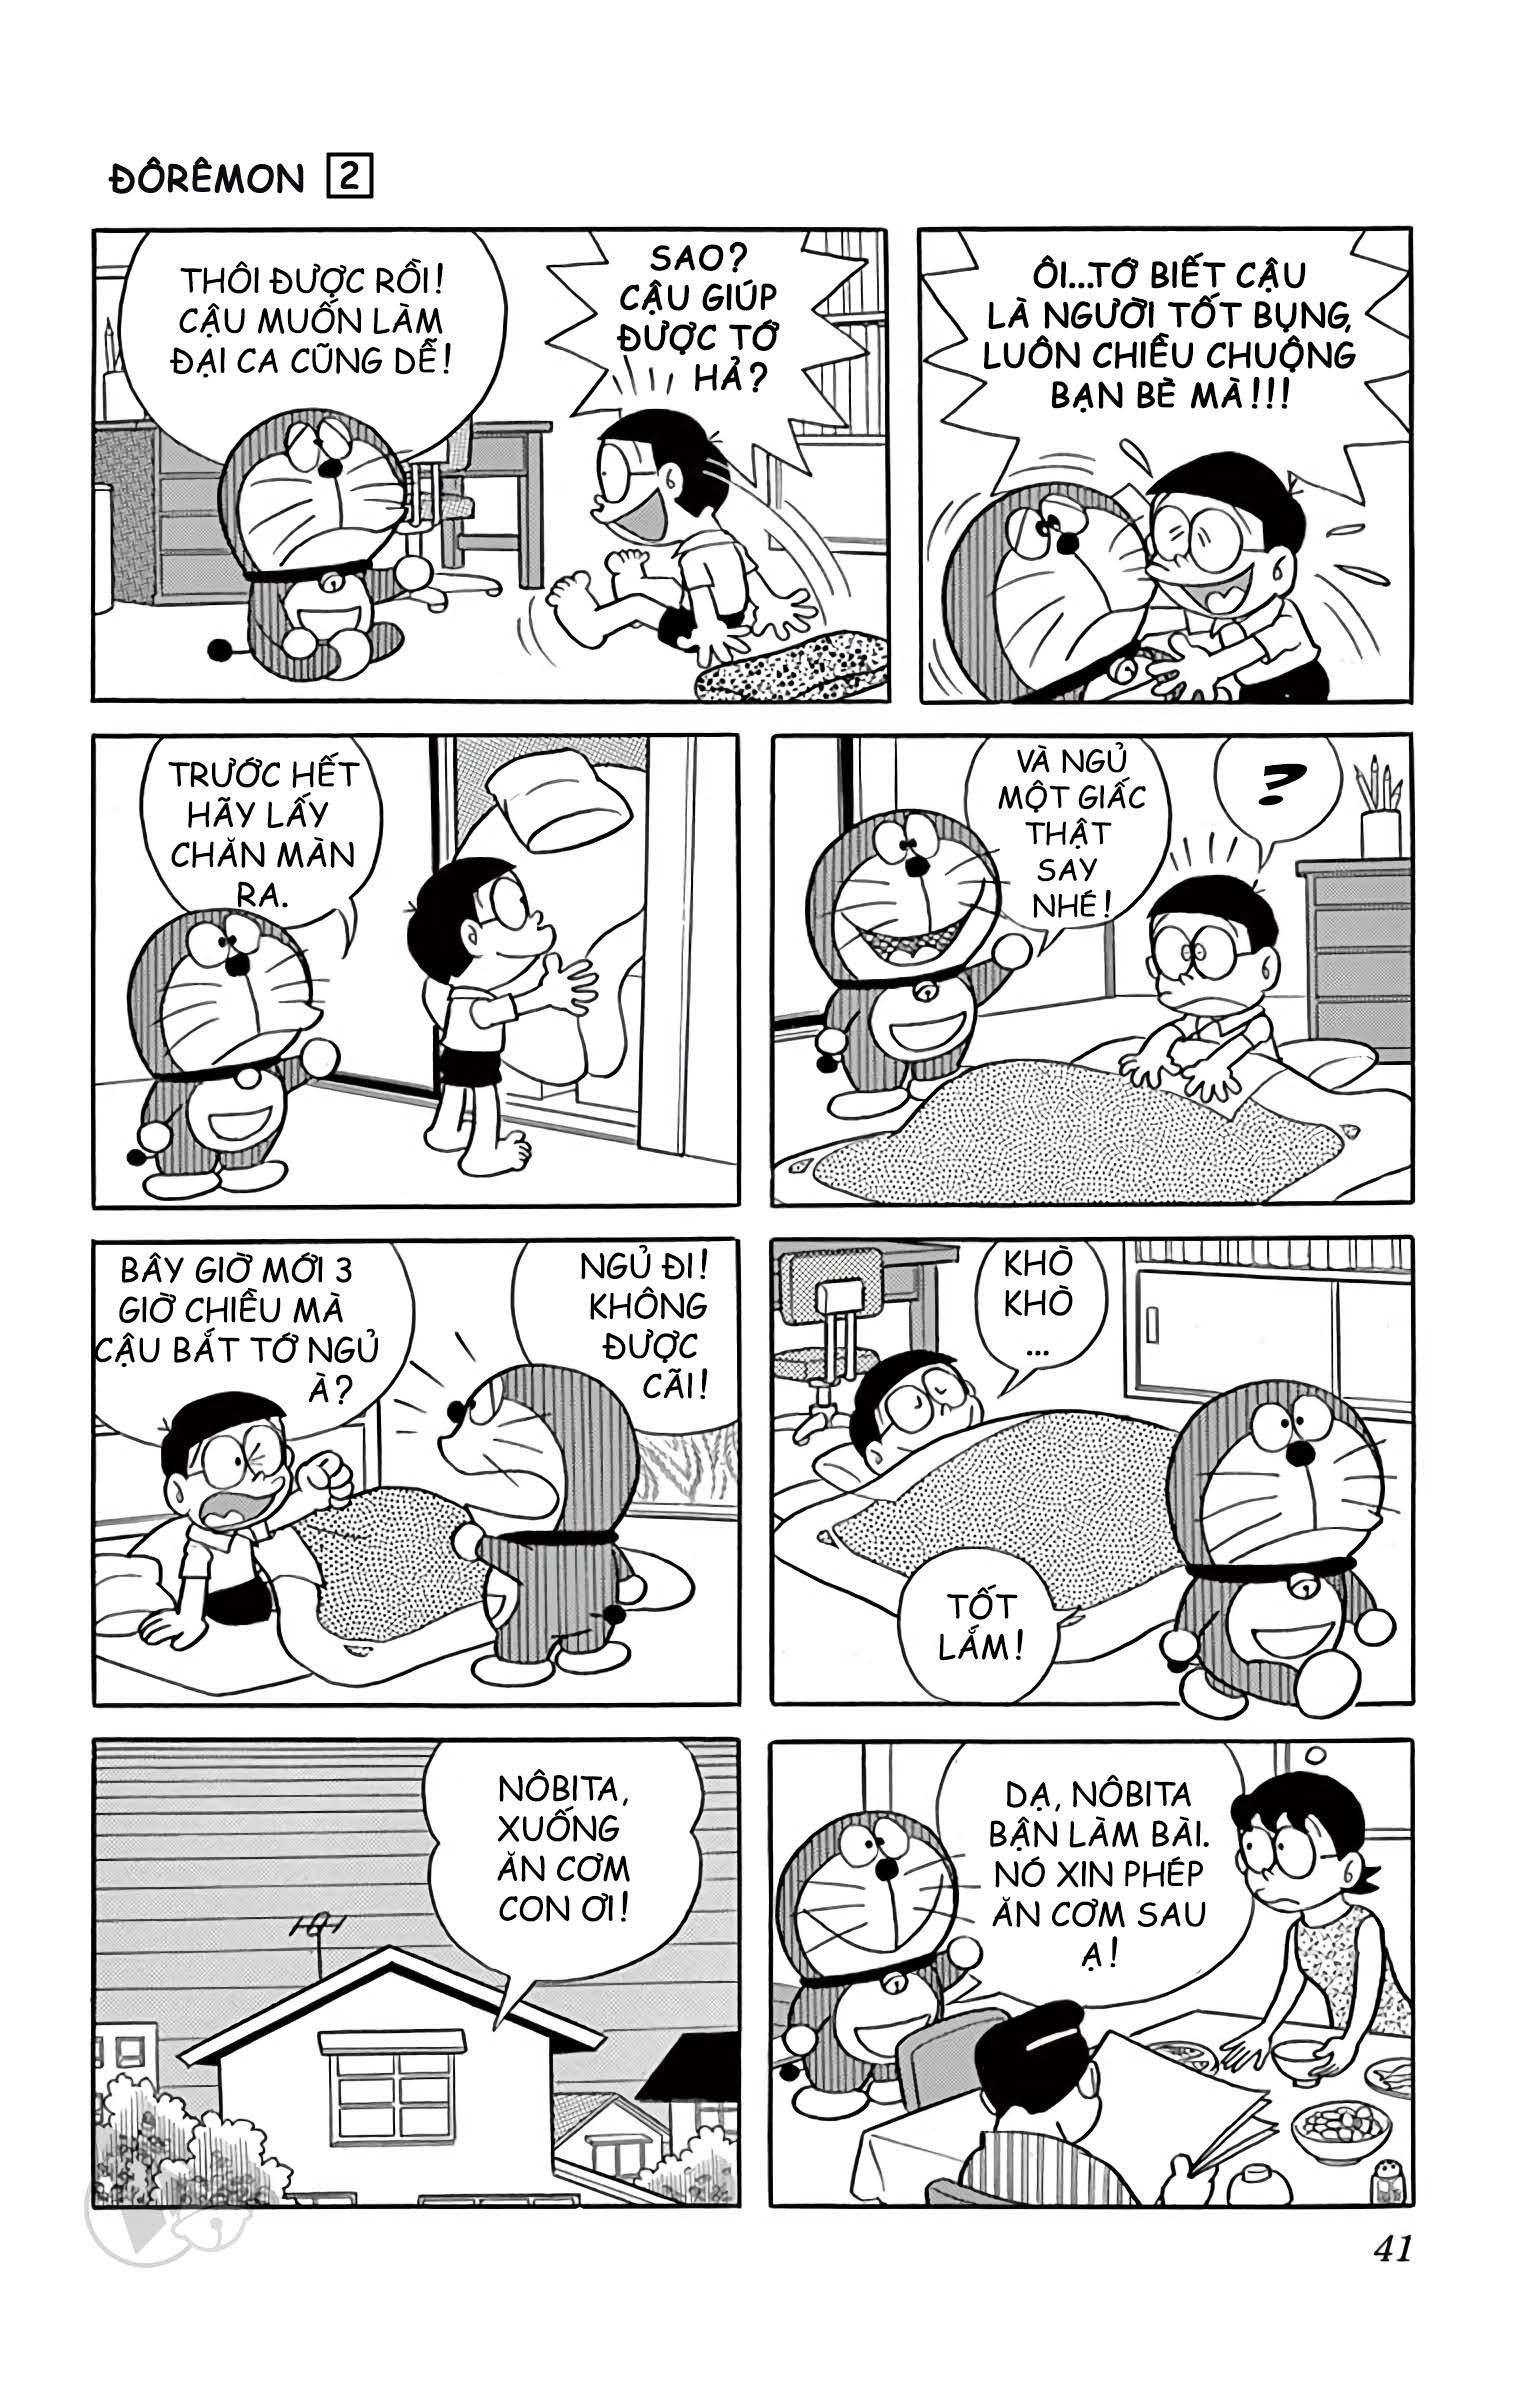 ĐÔRÊMON 2
THÔI ĐƯỢC RỒI!
CẬU MUỐN LÀM
ĐẠI CA CŨNG DỄ!
SAO?
CẬU GIÚP
ĐƯỢC TỚ
HẢ?
ÔI...TỚ BIẾT CẬU
LÀ NGƯỜI TỐT BỤNG,
LUÔN CHIỀU CHUỘNG
BẠN BÈ MÀ!!!
TRƯỚC HẾT
HÃY LẤY
CHĂN MÀN
RA.
VÀ NGỦ
MỘT GIẤC
THẬT
SAY
NHÉ!
?
BÂY GIỜ MỚI 3
GIỜ CHIỀU MÀ
CẬU BẮT TỚ NGỦ
À?
NGỦ ĐI!
KHÔNG
ĐƯỢC
CÃI!
KHÒ
KHÒ
...
TỐT
LẮM!
NÔBITA,
XUỐNG
ĂN CƠM
CON ƠI!
DẠ, NÔBITA
BẬN LÀM BÀI.
NÓ XIN PHÉP
ĂN CƠM SAU
Ạ!
41